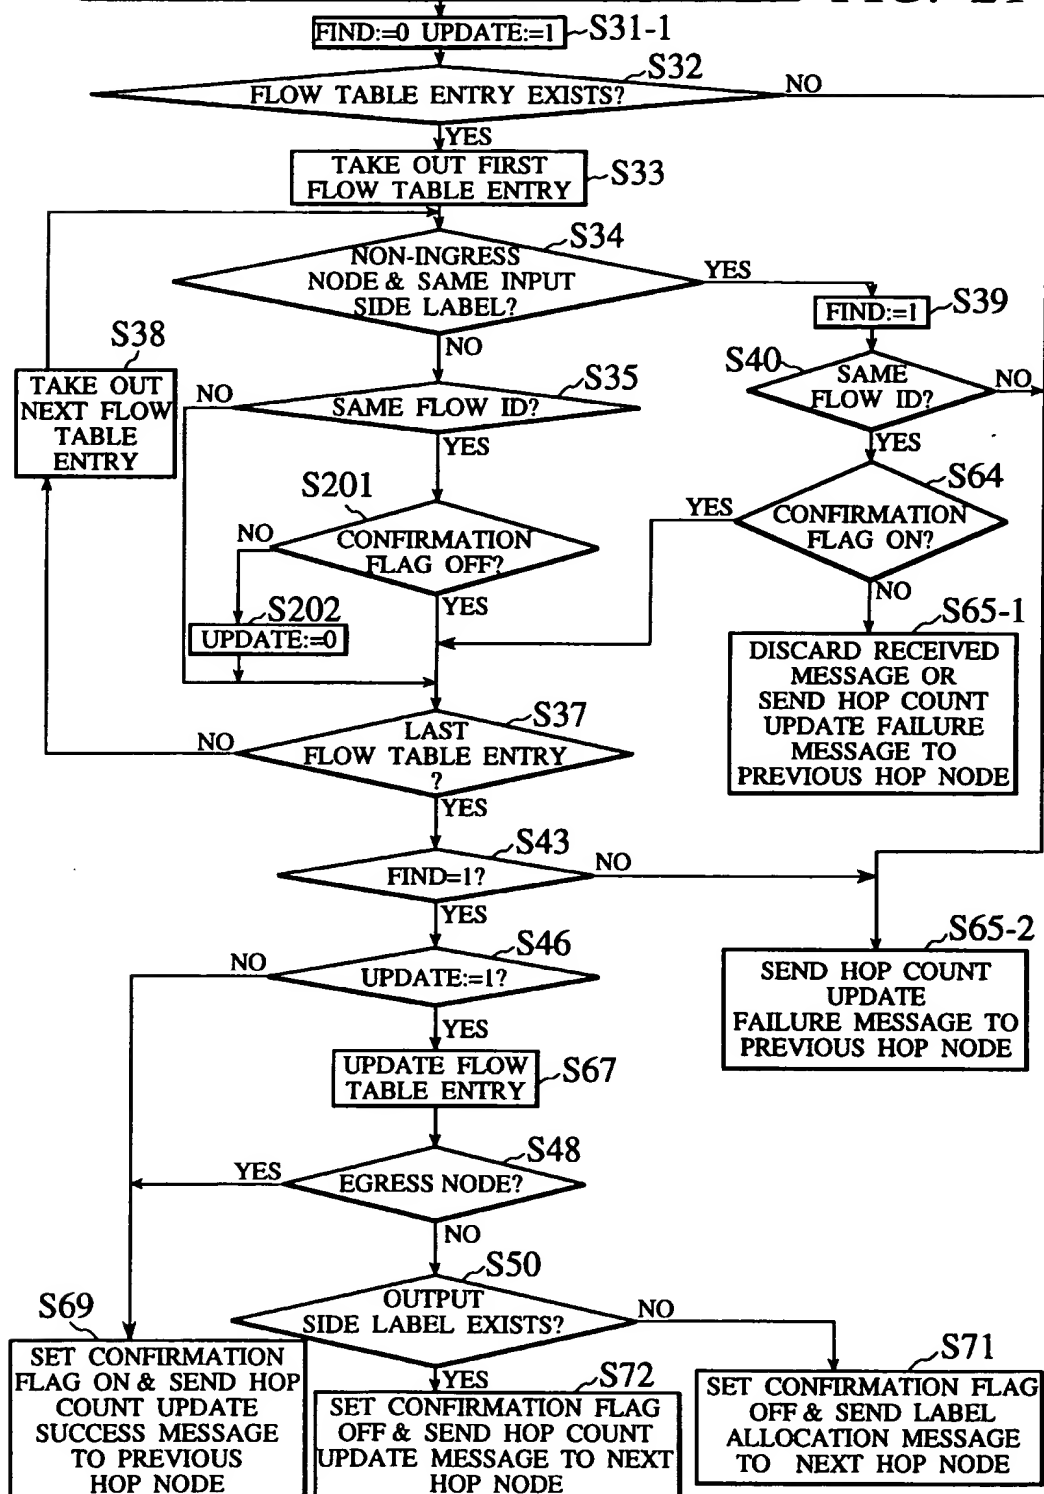 FIND:=0 UPDATE:=1
S31-1
S32
FLOW TABLE ENTRY EXISTS?
NO
YES
TAKE OUT FIRST
FLOW TABLE ENTRY
S33
S34
NON-INGRESS
NODE & SAME INPUT
SIDE LABEL?
YES
NO
FIND:=1
S39
S38
TAKE OUT
NEXT FLOW
TABLE
ENTRY
S35
NO
SAME FLOW ID?
YES
S40
SAME
FLOW ID?
NO
YES
S201
NO
CONFIRMATION
FLAG OFF?
YES
S64
YES
CONFIRMATION
FLAG ON?
NO
S202
UPDATE:=0
S65-1
DISCARD RECEIVED
MESSAGE OR
SEND HOP COUNT
UPDATE FAILURE
MESSAGE TO
PREVIOUS HOP NODE
S37
NO
LAST
FLOW TABLE ENTRY
?
YES
S43
FIND=1?
NO
YES
S46
NO
UPDATE:=1?
YES
S65-2
SEND HOP COUNT
UPDATE
FAILURE MESSAGE TO
PREVIOUS HOP NODE
UPDATE FLOW
TABLE ENTRY
S67
S48
YES
EGRESS NODE?
NO
S50
OUTPUT
SIDE LABEL EXISTS?
NO
YES
S69
SET CONFIRMATION
FLAG ON & SEND HOP
COUNT UPDATE
SUCCESS MESSAGE
TO PREVIOUS
HOP NODE
S72
SET CONFIRMATION FLAG
OFF & SEND HOP COUNT
UPDATE MESSAGE TO NEXT
HOP NODE
S71
SET CONFIRMATION FLAG
OFF & SEND LABEL
ALLOCATION MESSAGE
TO NEXT HOP NODE